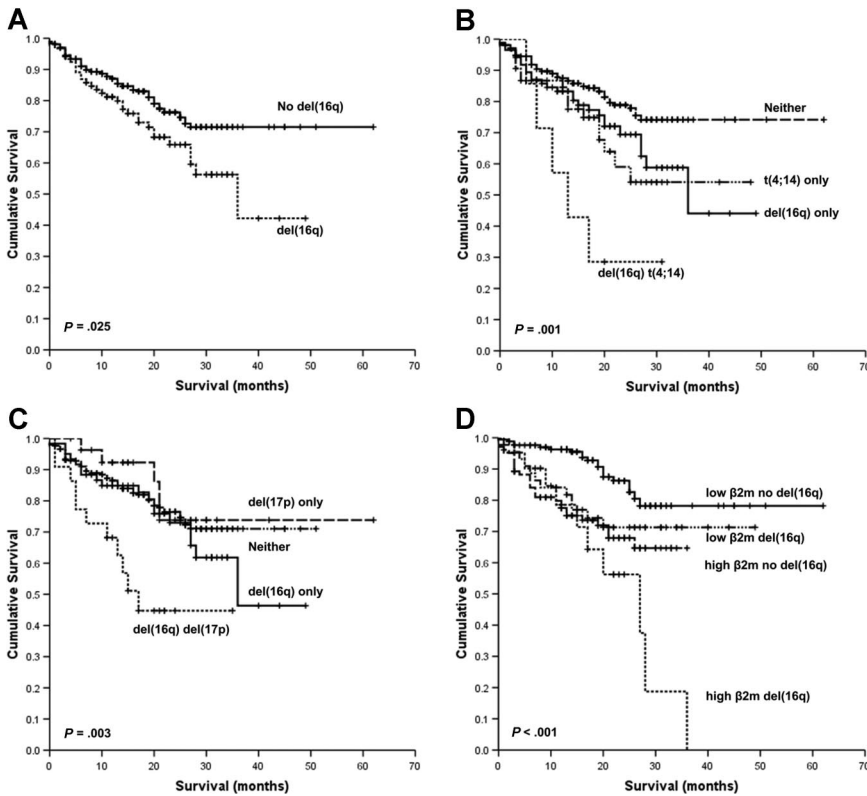 A
1.0
0.9
0.8
0.7
0.6
0.5
0.4
0.3
0.2
0.1
0.0
Cumulative Survival
No del(16q)
del(16q)
P = .025
0 10 20 30 40 50 60 70
Survival (months)
B
1.0
0.9
0.8
0.7
0.6
0.5
0.4
0.3
0.2
0.1
0.0
Cumulative Survival
Neither
t(4;14) only
del(16q) only
del(16q) t(4;14)
P = .001
0 10 20 30 40 50 60 70
Survival (months)
C
1.0
0.9
0.8
0.7
0.6
0.5
0.4
0.3
0.2
0.1
0.0
Cumulative Survival
del(17p) only
Neither
del(16q) only
del(16q) del(17p)
P = .003
0 10 20 30 40 50 60 70
Survival (months)
D
1.0
0.9
0.8
0.7
0.6
0.5
0.4
0.3
0.2
0.1
0.0
Cumulative Survival
low β2m no del(16q)
low β2m del(16q)
high β2m no del(16q)
high β2m del(16q)
P < .001
0 10 20 30 40 50 60 70
Survival (months)